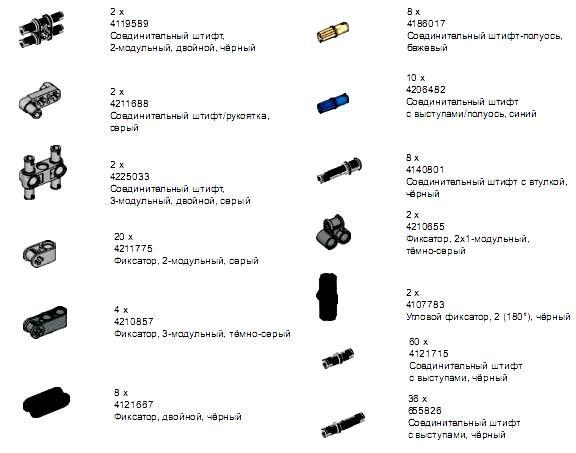 2 x
4119589
Соединительный штифт,
2-модульный, двойной, чёрный
2 x
4211688
Соединительный штифт/рукоятка,
серый
2 x
4225033
Соединительный штифт,
3-модульный, двойной, серый
20 x
4211775
Фиксатор, 2-модульный, серый
4 x
4210857
Фиксатор, 3-модульный, тёмно-серый
8 x
4121667
Фиксатор, двойной, чёрный
8 x
4186017
Соединительный штифт-полуось,
бежевый
10 x
4206482
Соединительный штифт
с выступами/полуось, синий
8 x
4140801
Соединительный штифт с втулкой,
чёрный
2 x
4210655
Фиксатор, 2x1-модульный,
тёмно-серый
2 x
4107783
Угловой фиксатор, 2 (180°), чёрный
60 x
4121715
Соединительный штифт
с выступами, чёрный
36 x
655826
Соединительный штифт
с выступами, чёрный